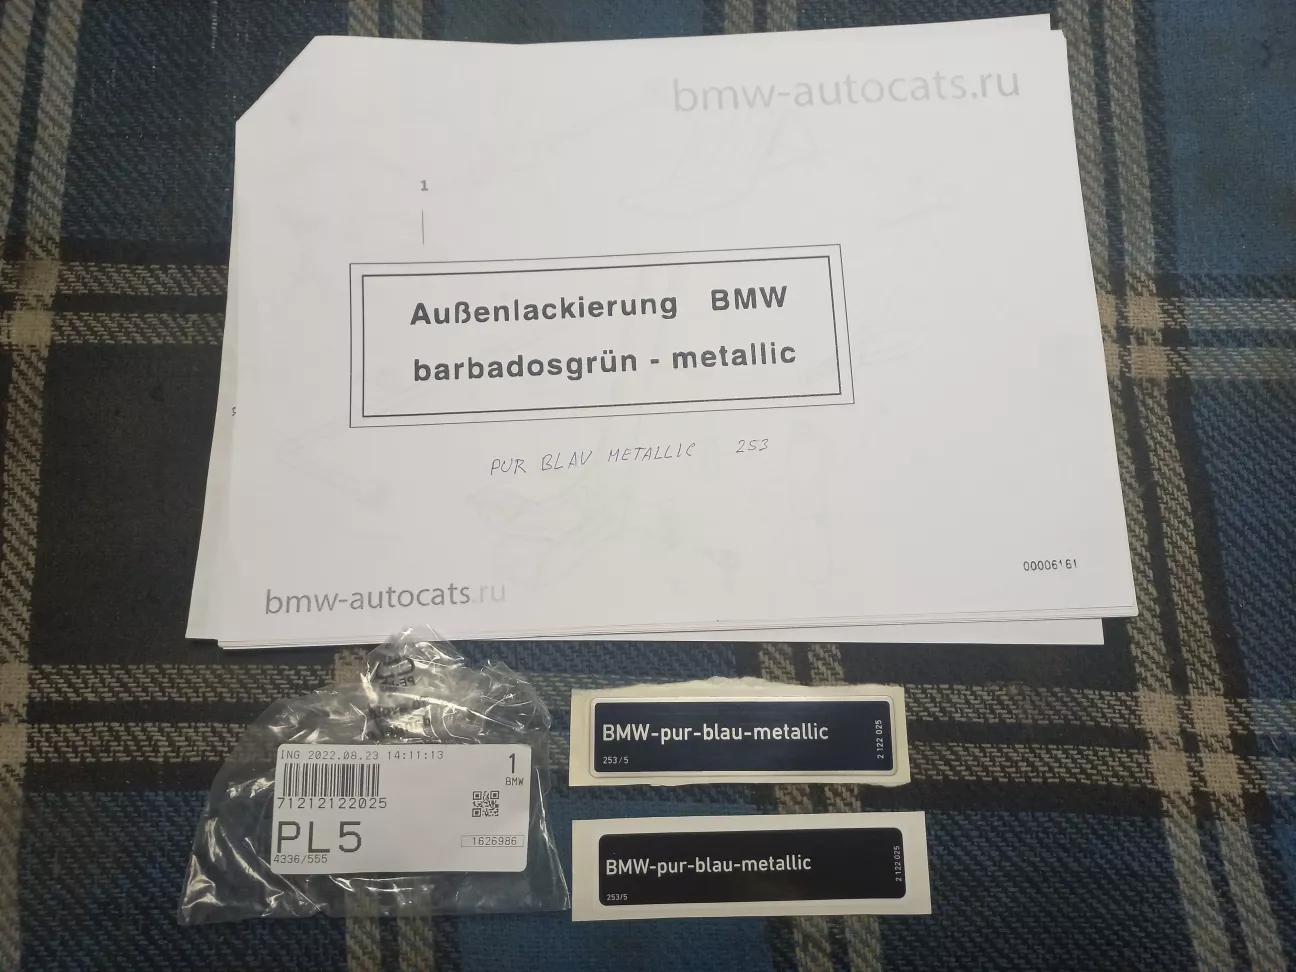 bmw-autocats.ru
1
Außenlackierung BMW
barbadosgrün - metallic
PUR BLAU METALLIC 253
00006161
bmw-autocats.ru
ING 2022.08.23 14:11:13
1
BMW
71212122025
PL5
4336/555
1626986
BMW-pur-blau-metallic
253/5
2 122 025
BMW-pur-blau-metallic
253/5
2 122 025